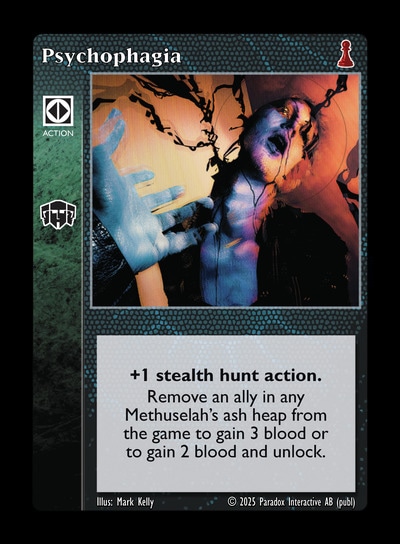 Psychophagia
ACTION
+1 stealth hunt action.
Remove an ally in any
Methuselah's ash heap from
the game to gain 3 blood or
to gain 2 blood and unlock.
Illus: Mark Kelly © 2025 Paradox Interactive AB (publ)